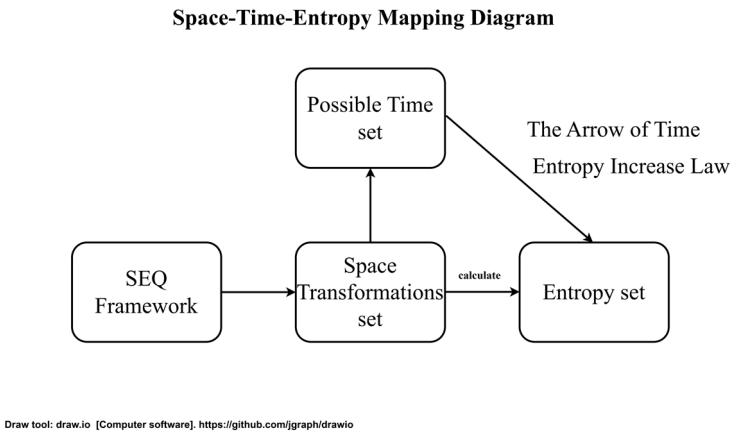 Space-Time-Entropy Mapping Diagram
Possible Time
set
The Arrow of Time
Entropy Increase Law
SEQ
Framework
Space
Transformations
set
calculate
Entropy set
Draw tool: draw.io [Computer software]. https://github.com/jgraph/drawio